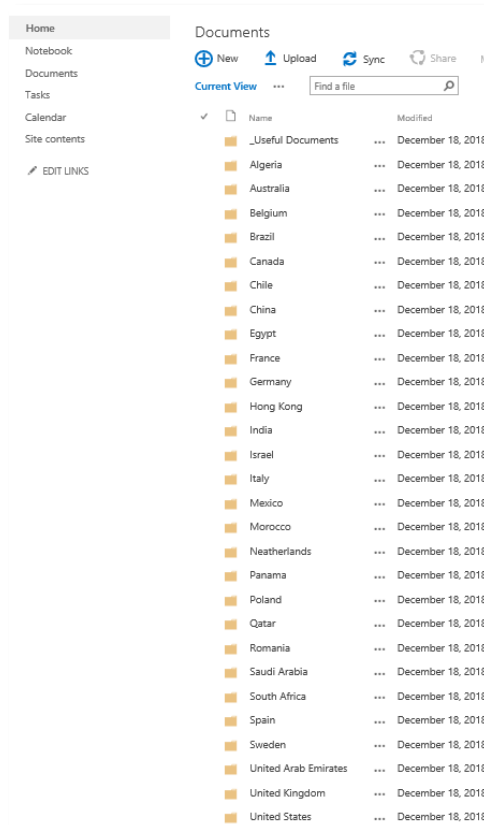 Home
Notebook
Documents
Tasks
Calendar
Site contents
EDIT LINKS
Documents
New Upload Sync Share
Current View ... Find a file
Name Modified
_Useful Documents ... December 18, 2018
Algeria ... December 18, 2018
Australia ... December 18, 2018
Belgium ... December 18, 2018
Brazil ... December 18, 2018
Canada ... December 18, 2018
Chile ... December 18, 2018
China ... December 18, 2018
Egypt ... December 18, 2018
France ... December 18, 2018
Germany ... December 18, 2018
Hong Kong ... December 18, 2018
India ... December 18, 2018
Israel ... December 18, 2018
Italy ... December 18, 2018
Mexico ... December 18, 2018
Morocco ... December 18, 2018
Neatherlands ... December 18, 2018
Panama ... December 18, 2018
Poland ... December 18, 2018
Qatar ... December 18, 2018
Romania ... December 18, 2018
Saudi Arabia ... December 18, 2018
South Africa ... December 18, 2018
Spain ... December 18, 2018
Sweden ... December 18, 2018
United Arab Emirates ... December 18, 2018
United Kingdom ... December 18, 2018
United States ... December 18, 2018